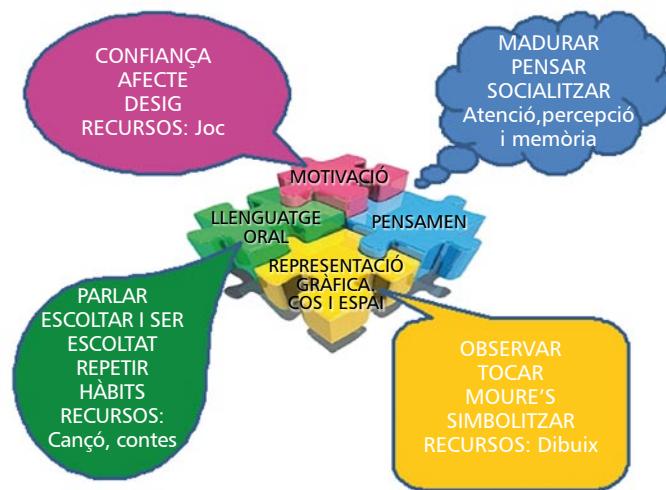 CONFIANÇA
AFECTE
DESIG
RECURSOS: Joc
MADURAR
PENSAR
SOCIALITZAR
Atenció,percepció
i memòria
MOTIVACIÓ
LLENGUATGE
ORAL
PENSAMEN
REPRESENTACIÓ
GRÀFICA.
COS I ESPAI
PARLAR
ESCOLTAR I SER
ESCOLTAT
REPETIR
HÀBITS
RECURSOS:
Cançó, contes
OBSERVAR
TOCAR
MOURE’S
SIMBOLITZAR
RECURSOS: Dibuix